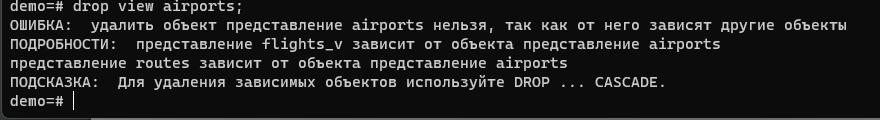 demo=# drop view airports;
ОШИБКА:  удалить объект представление airports нельзя, так как от него зависят другие объекты
ПОДРОБНОСТИ:  представление flights_v зависит от объекта представление airports
представление routes зависит от объекта представление airports
ПОДСКАЗКА:  Для удаления зависимых объектов используйте DROP ... CASCADE.
demo=#